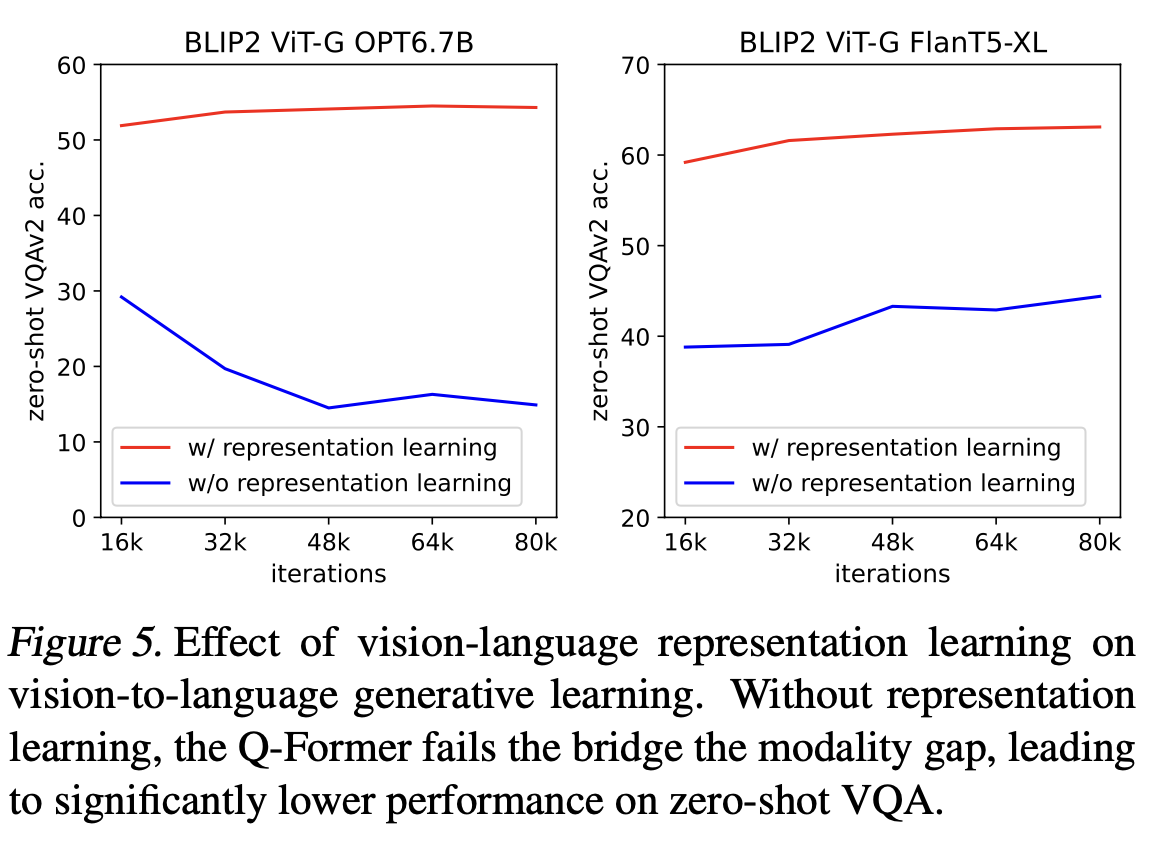 BLIP2 ViT-G OPT6.7B
60
50
40
30
20
10
0
zero-shot VQAv2 acc.
w/ representation learning
w/o representation learning
16k 32k 48k 64k 80k
iterations
BLIP2 ViT-G FlanT5-XL
70
60
50
40
30
20
zero-shot VQAv2 acc.
w/ representation learning
w/o representation learning
16k 32k 48k 64k 80k
iterations
Figure 5. Effect of vision-language representation learning on
vision-to-language generative learning. Without representation
learning, the Q-Former fails the bridge the modality gap, leading
to significantly lower performance on zero-shot VQA.